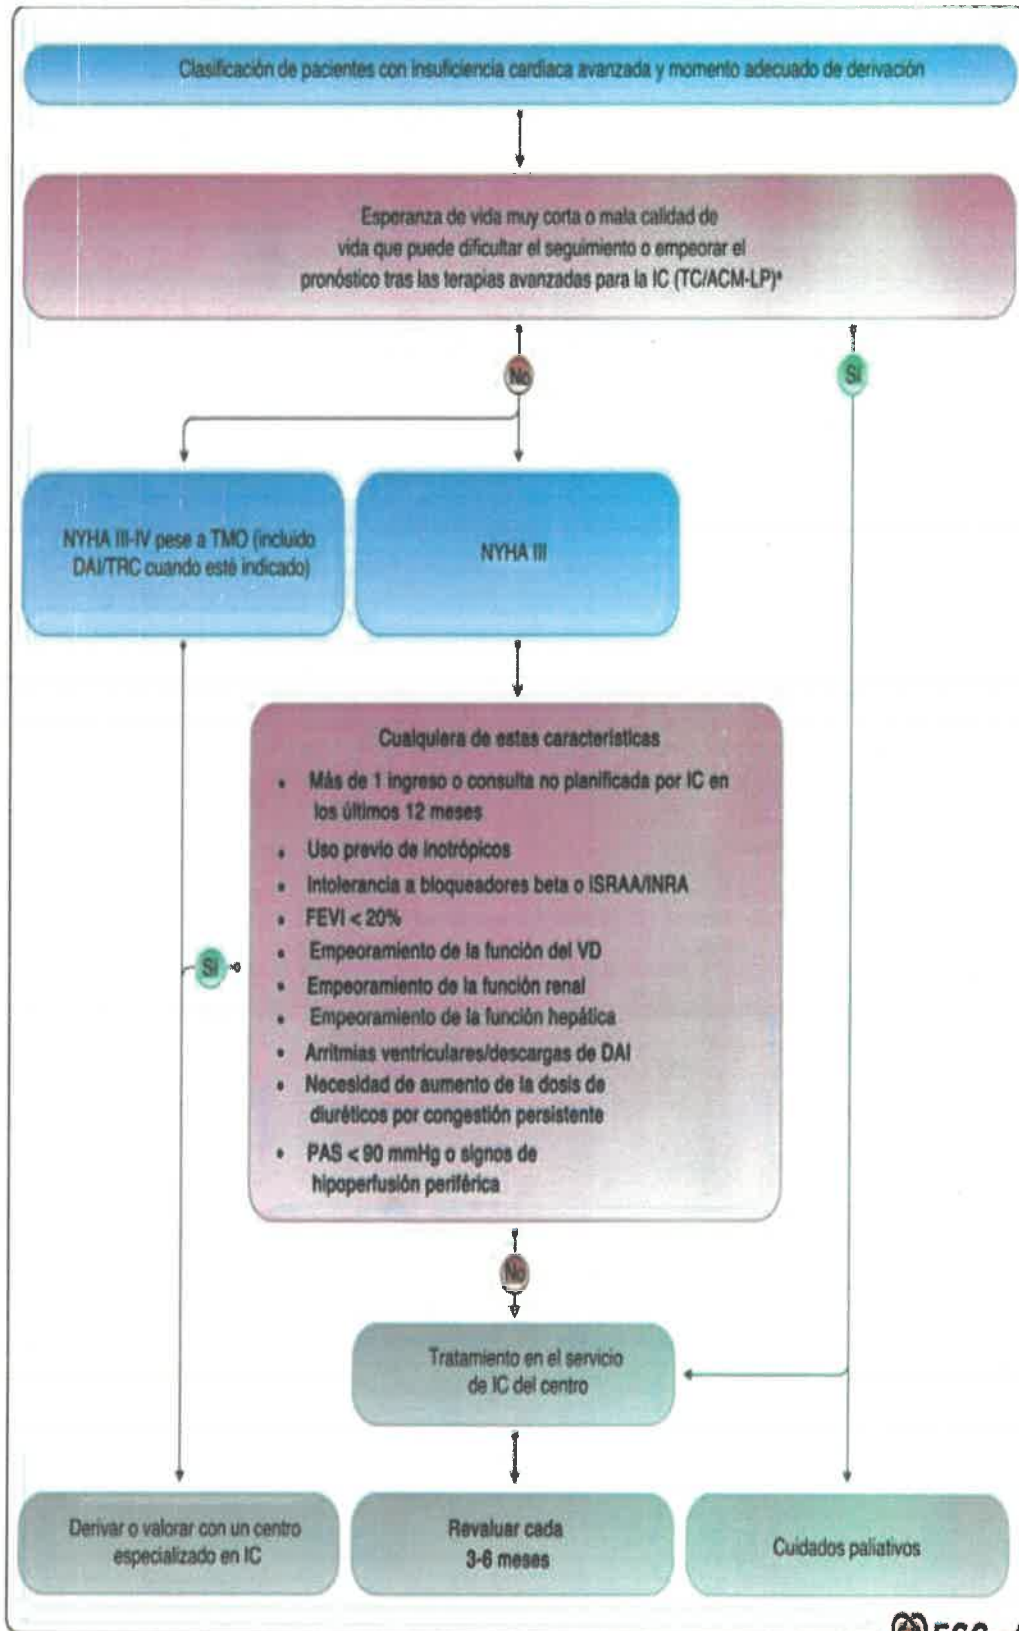 Clasificación de pacientes con insuficiencia cardiaca avanzada y momento adecuado de derivación
Esperanza de vida muy corta o mala calidad de
vida que puede dificultar el seguimiento o empeorar el
pronóstico tras las terapias avanzadas para la IC (TC/ACM-LP)ª
No
Sí
NYHA III-IV pese a TMO (incluido
DAI/TRC cuando esté indicado)
NYHA III
Cualquiera de estas características
• Más de 1 ingreso o consulta no planificada por IC en
los últimos 12 meses
• Uso previo de inotrópicos
• Intolerancia a bloqueadores beta o ISRAA/INRA
• FEVI < 20%
• Empeoramiento de la función del VD
• Empeoramiento de la función renal
• Empeoramiento de la función hepática
• Arritmias ventriculares/descargas de DAI
• Necesidad de aumento de la dosis de
diuréticos por congestión persistente
• PAS < 90 mmHg o signos de
hipoperfusión periférica
Sí
No
Tratamiento en el servicio
de IC del centro
Derivar o valorar con un centro
especializado en IC
Revaluar cada
3-6 meses
Cuidados paliativos